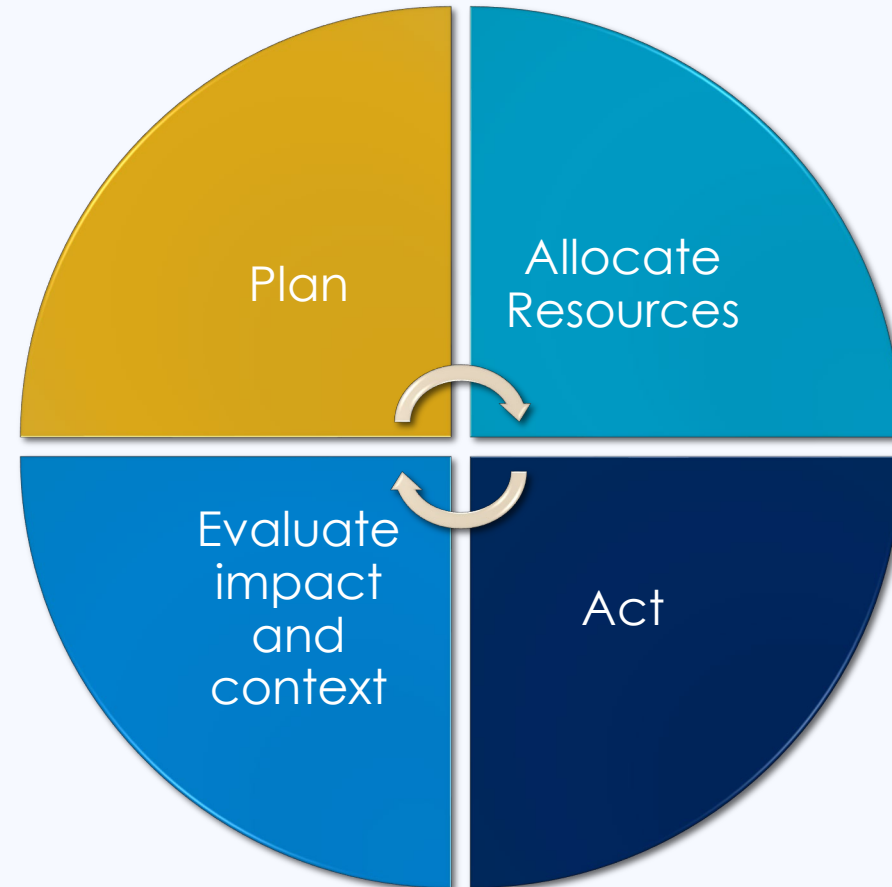 Plan
Allocate
Resources
Evaluate
impact
and
context
Act